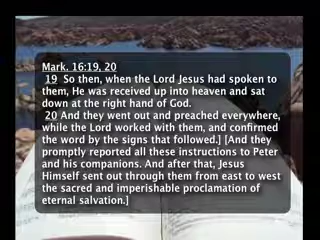 Mark. 16:19, 20
19 So then, when the Lord Jesus had spoken to
them, He was received up into heaven and sat
down at the right hand of God.
20 And they went out and preached everywhere,
while the Lord worked with them, and confirmed
the word by the signs that followed.] [And they
promptly reported all these instructions to Peter
and his companions. And after that, Jesus
Himself sent out through them from east to west
the sacred and imperishable proclamation of
eternal salvation.]